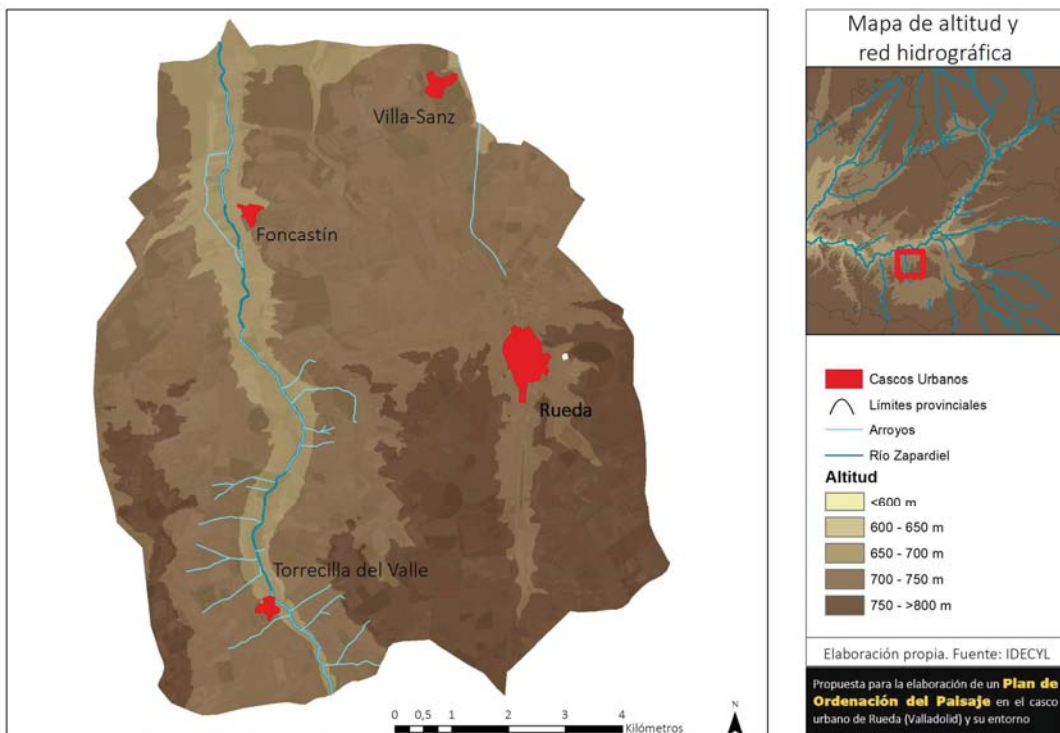 Villa-Sanz
Foncastín
Rueda
Torrecilla del Valle
0 0,5 1 2 3 4
Kilómetros
N
Mapa de altitud y
red hidrográfica
Cascos Urbanos
Límites provinciales
Arroyos
Río Zapardiel
Altitud
<600 m
600 - 650 m
650 - 700 m
700 - 750 m
750 - >800 m
Elaboración propia. Fuente: IDECYL
Propuesta para la elaboración de un Plan de
Ordenación del Paisaje en el casco
urbano de Rueda (Valladolid) y su entorno